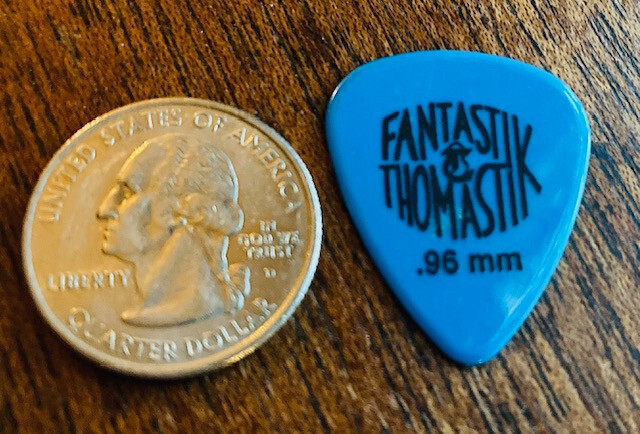 UNITED STATES OF AMERICA
LIBERTY
IN
GOD WE
TRUST
D
QUARTER DOLLAR
FANTASTIK
&
THOMASTIK
.96 mm